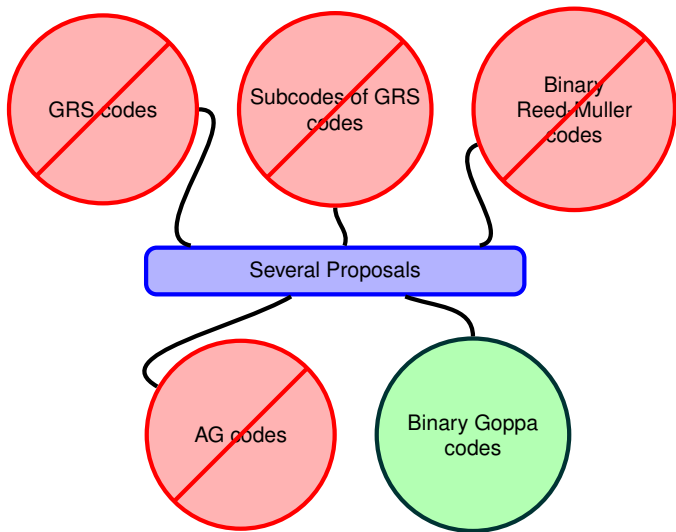 GRS codes
Subcodes of GRS
codes
Binary
Reed-Muller
codes
Several Proposals
AG codes
Binary Goppa
codes